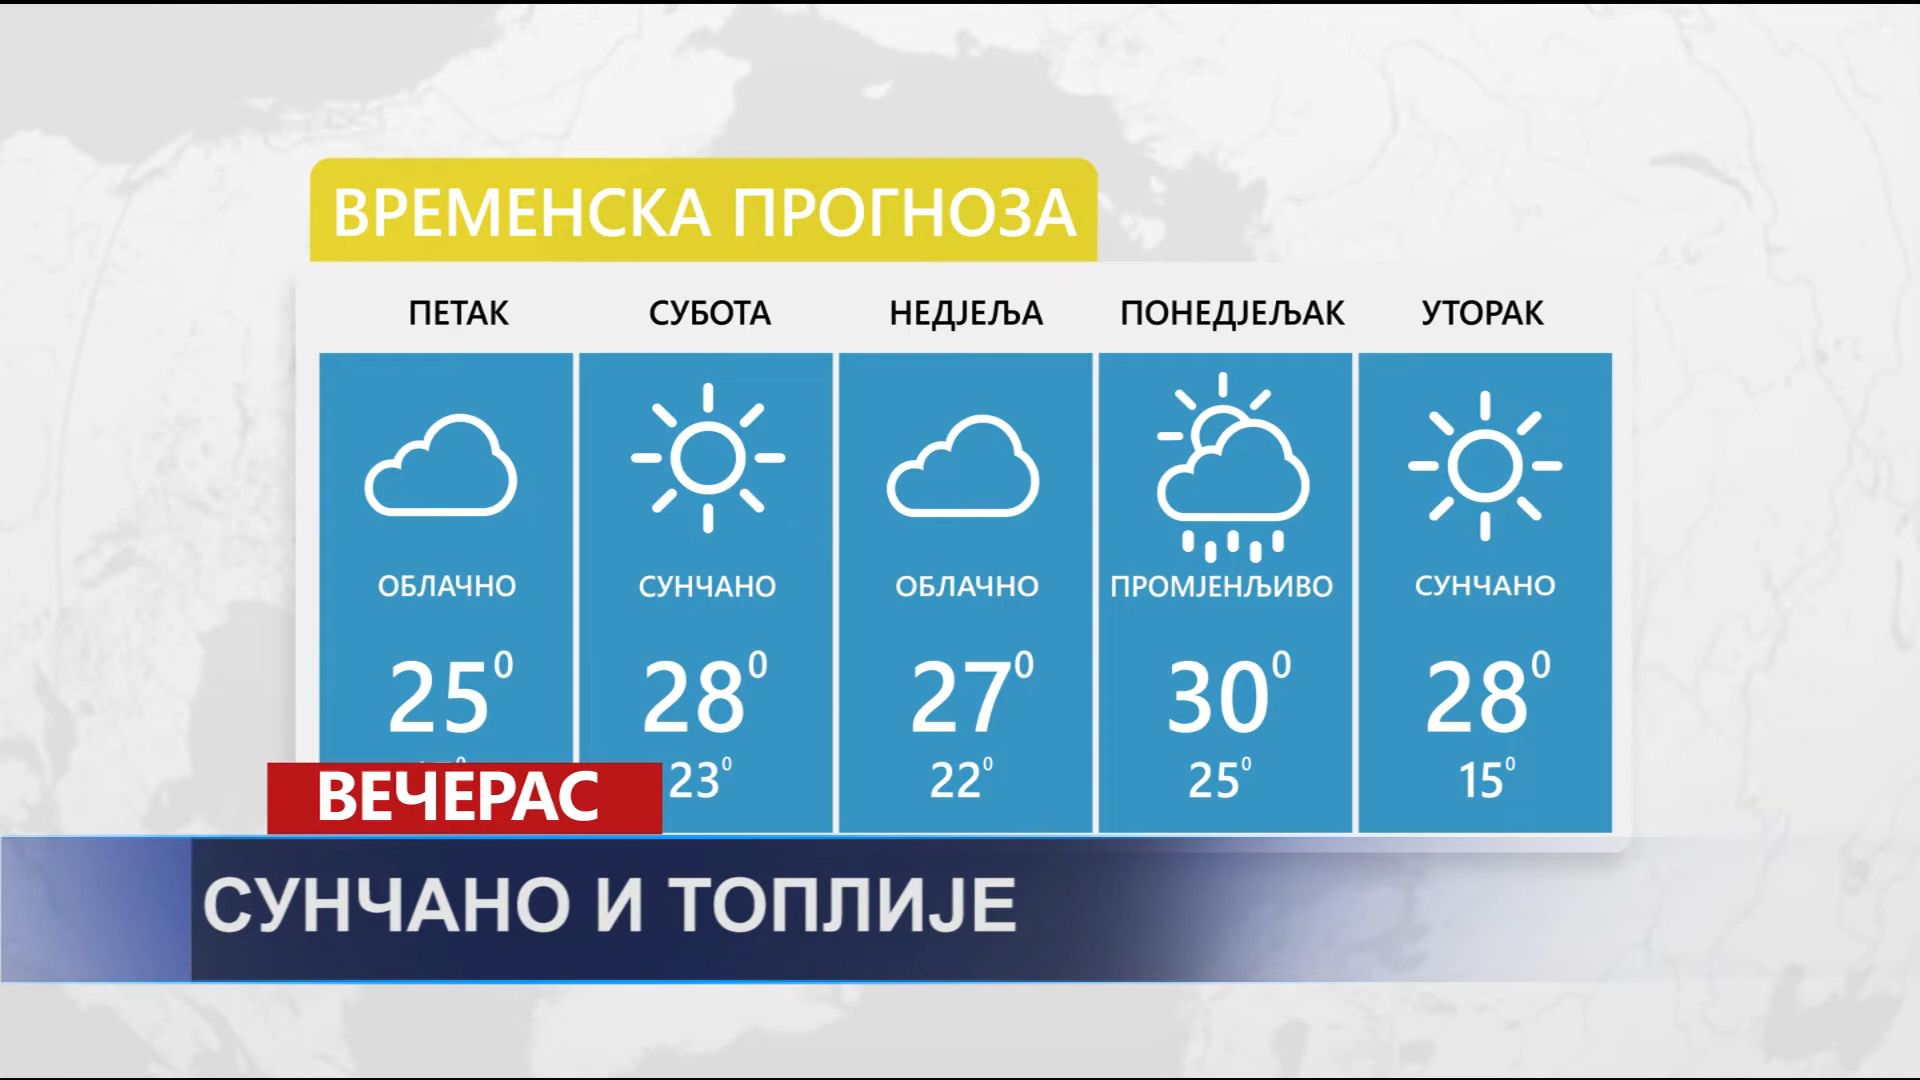 ВРЕМЕНСКА ПРОГНОЗА
ПЕТАК СУБОТА НЕДЈЕЉА ПОНЕДЈЕЉАК УТОРАК
ОБЛАЧНО СУНЧАНО ОБЛАЧНО ПРОМЈЕНЉИВО СУНЧАНО
25⁰ 28⁰ 27⁰ 30⁰ 28⁰
23⁰ 22⁰ 25⁰ 15⁰
ВЕЧЕРАС
СУНЧАНО И ТОПЛИЈЕ